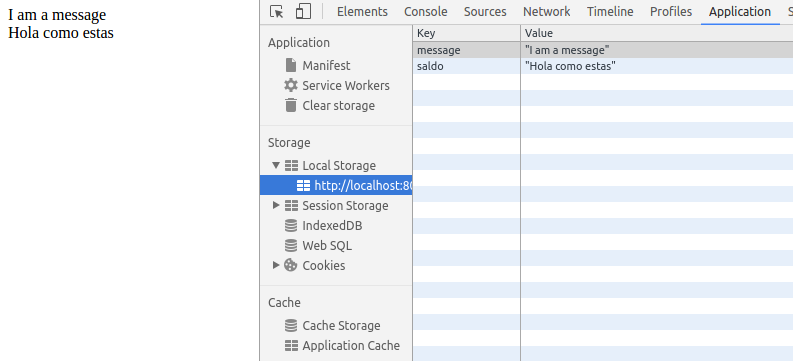 I am a message
Hola como estas
Elements Console Sources Network Timeline Profiles Application S
Application
Manifest
Service Workers
Clear storage
Storage
Local Storage
http://localhost:80
Session Storage
IndexedDB
Web SQL
Cookies
Cache
Cache Storage
Application Cache
Key Value
message "I am a message"
saldo "Hola como estas"